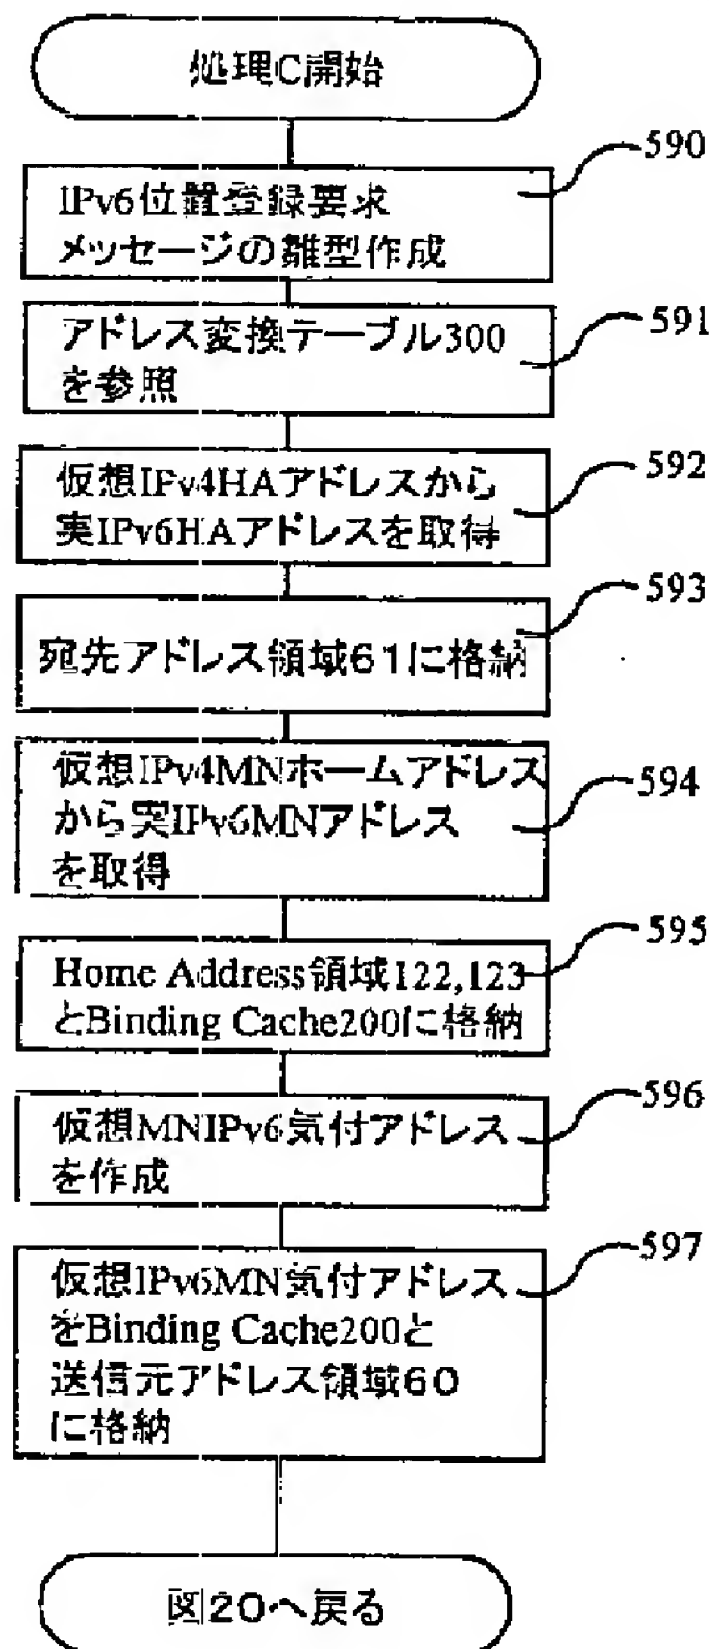 処理C開始
590
IPv6位置登録要求
メッセージの雛型作成
591
アドレス変換テーブル300
を参照
592
仮想IPv4HAアドレスから
実IPv6HAアドレスを取得
593
宛先アドレス領域61に格納
594
仮想IPv4MNホームアドレス
から実IPv6MNアドレス
を取得
595
Home Address領域122,123
とBinding Cache200に格納
596
仮想MNIPv6気付アドレス
を作成
597
仮想IPv6MN気付アドレス
をBinding Cache200と
送信元アドレス領域60
に格納
図20へ戻る